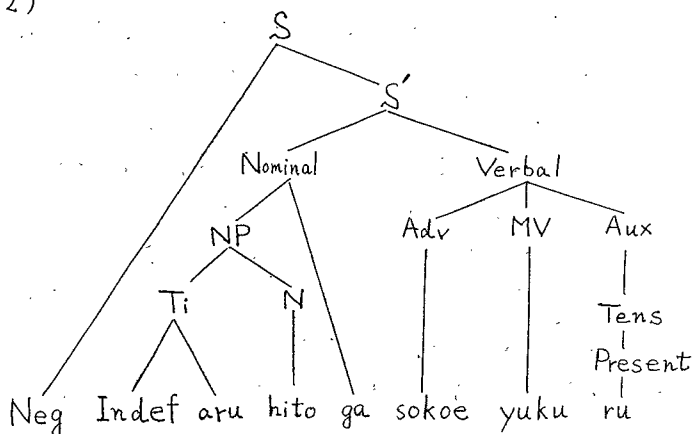 2)
S
S'
Nominal Verbal
NP Adv MV Aux
Ti N Tens
Present
Neg Indef aru hito ga sokoe yuku ru